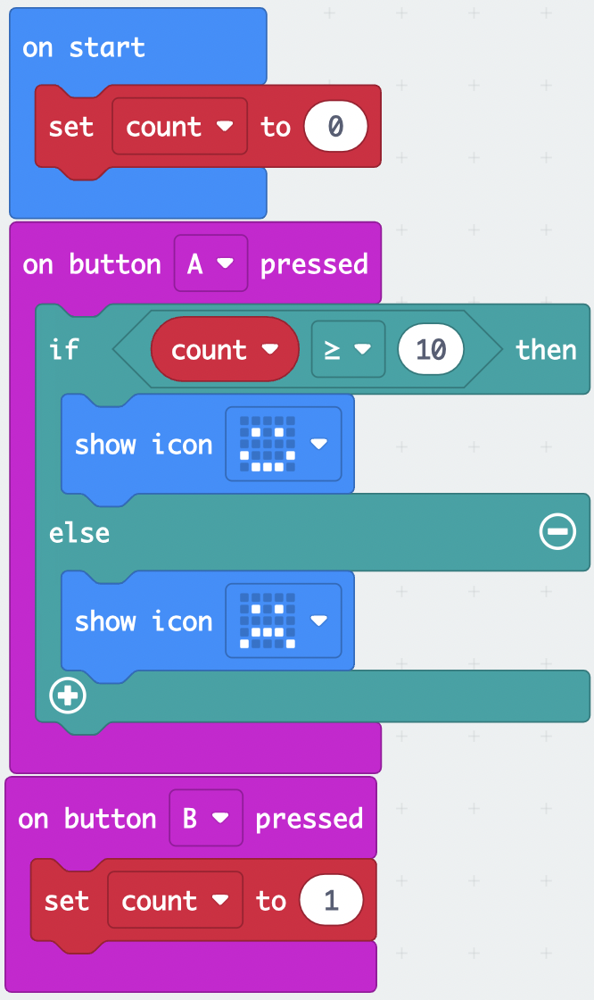 on start
set count to 0
on button A pressed
if count ≥ 10 then
show icon
else
show icon
on button B pressed
set count to 1